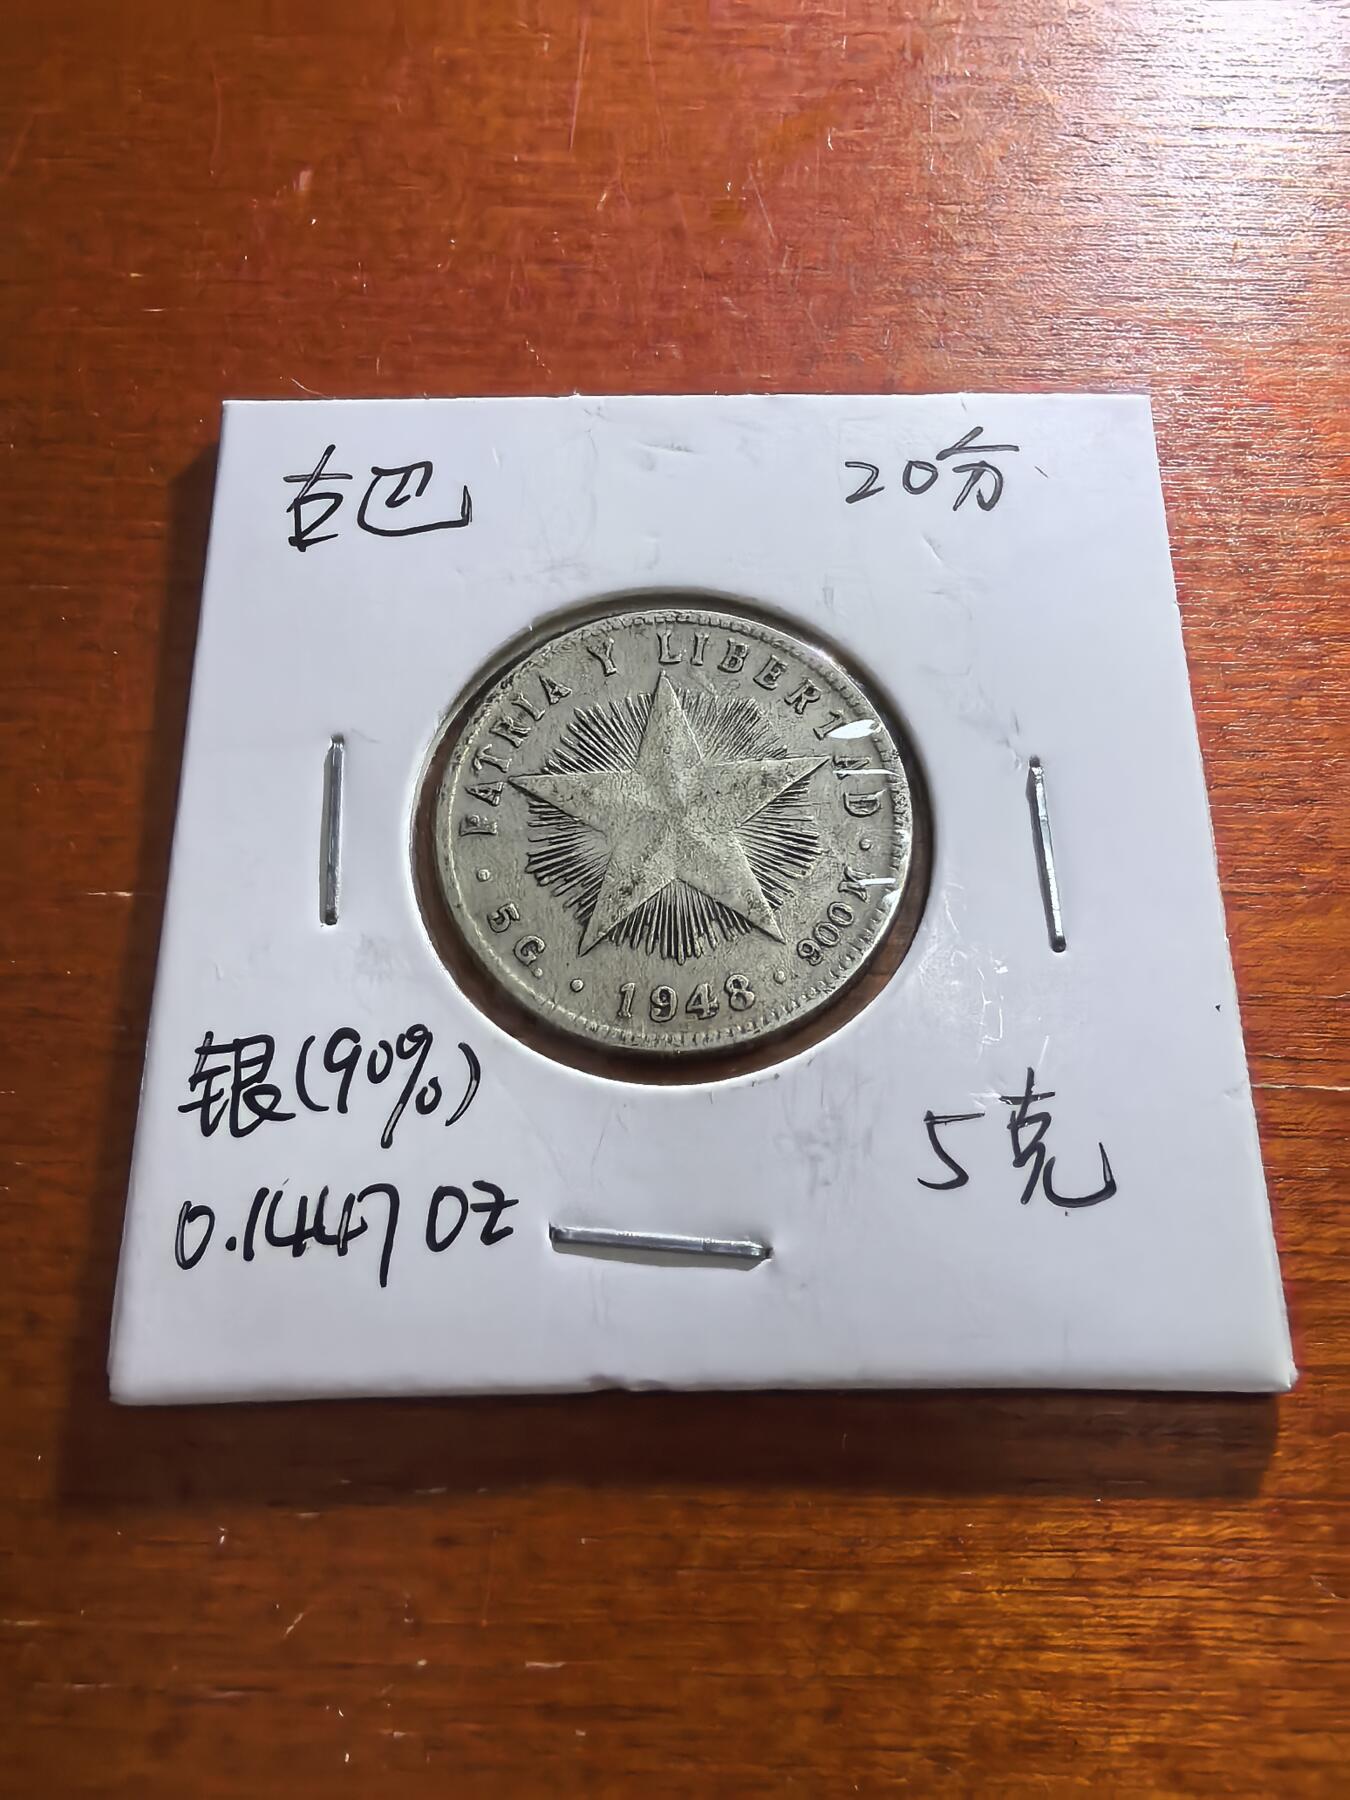 古巴
20分
PATRIA Y LIBERTAD · 900 M · 1948 · 5G. ·
银(90%)
0.1447 OZ
5克